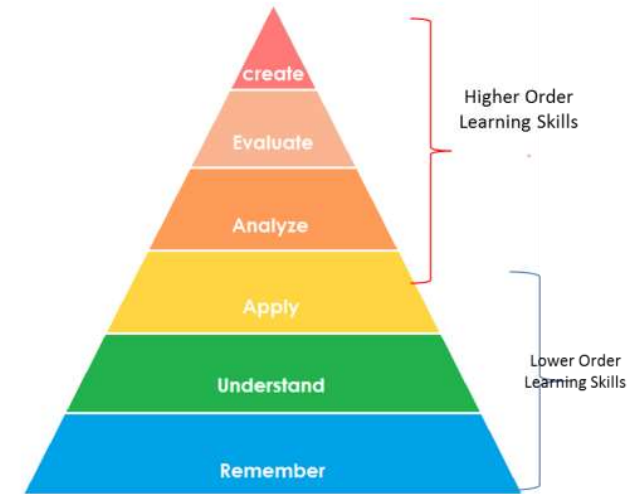 create
Evaluate
Analyze
Apply
Understand
Remember
Higher Order
Learning Skills
Lower Order
Learning Skills